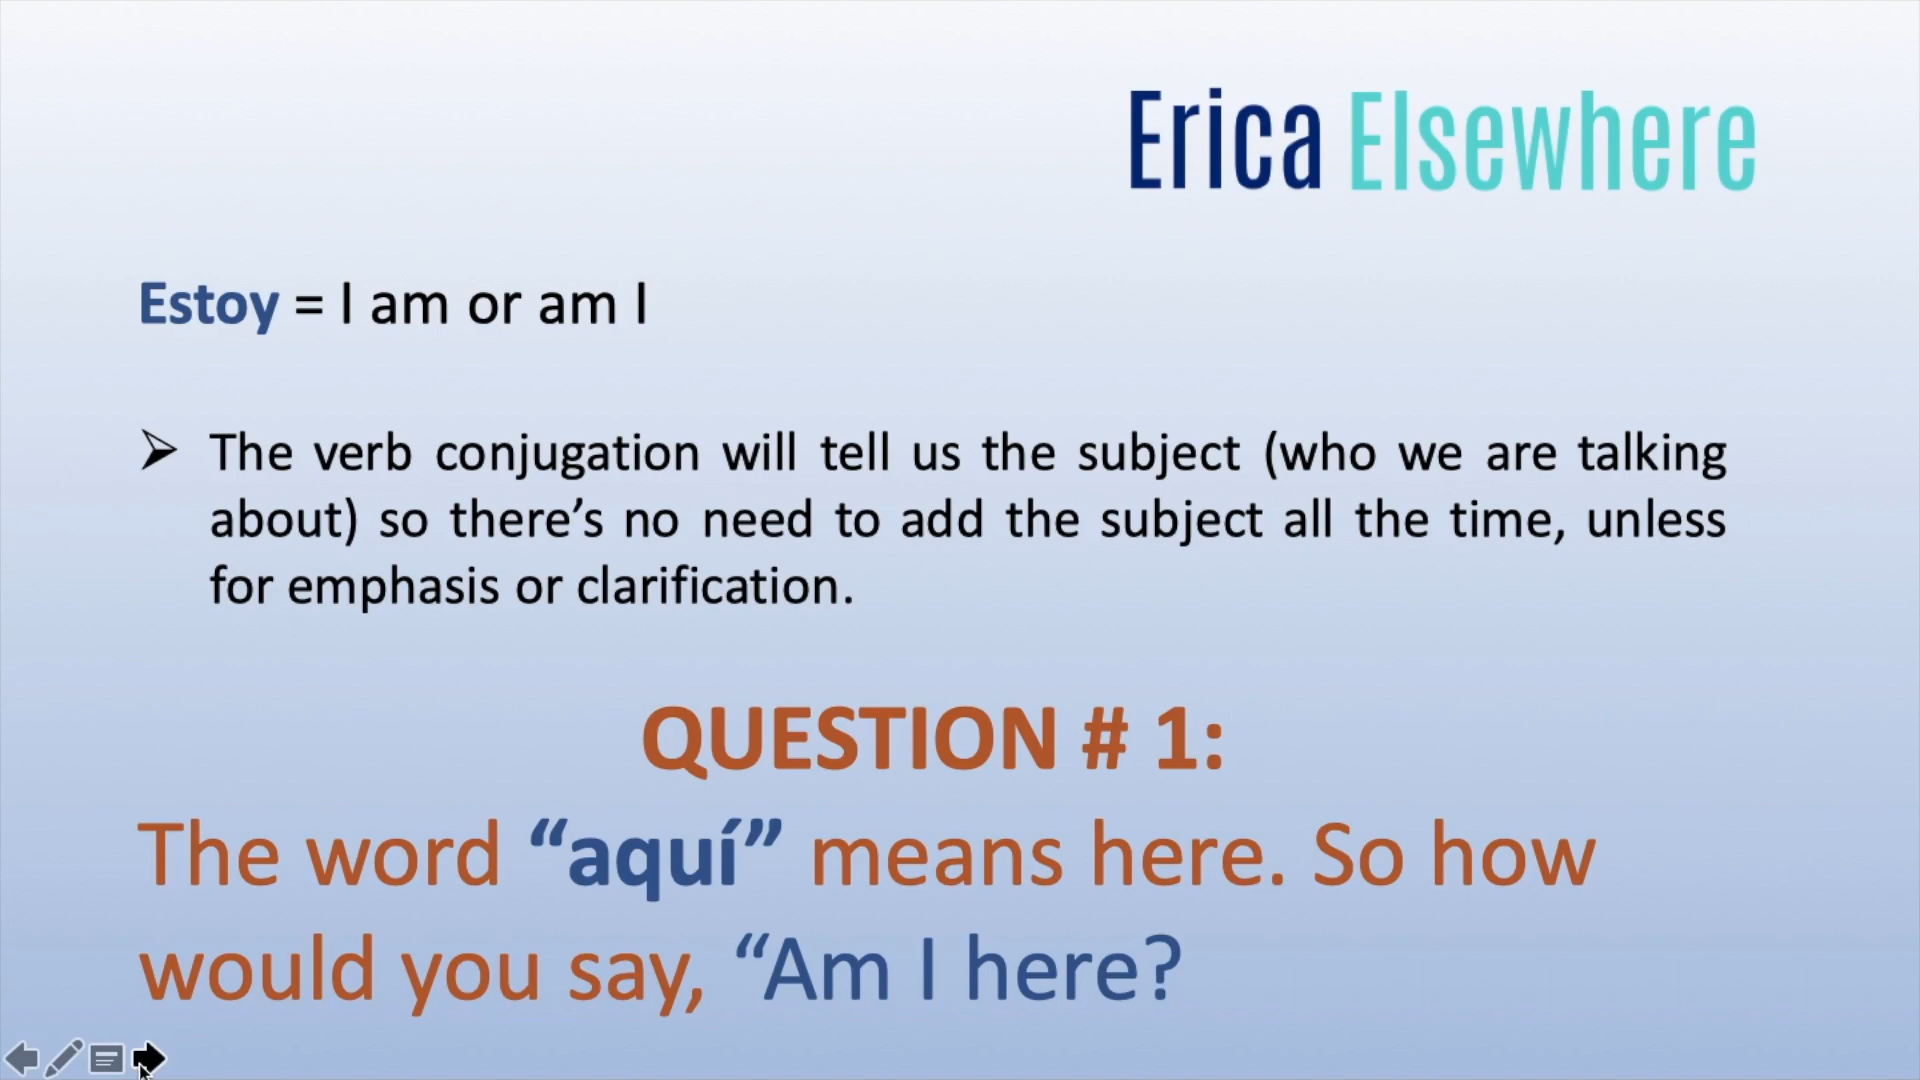 Erica Elsewhere
Estoy = I am or am I
The verb conjugation will tell us the subject (who we are talking
about) so there’s no need to add the subject all the time, unless
for emphasis or clarification.
QUESTION # 1:
The word “aquí” means here. So how
would you say, “Am I here?